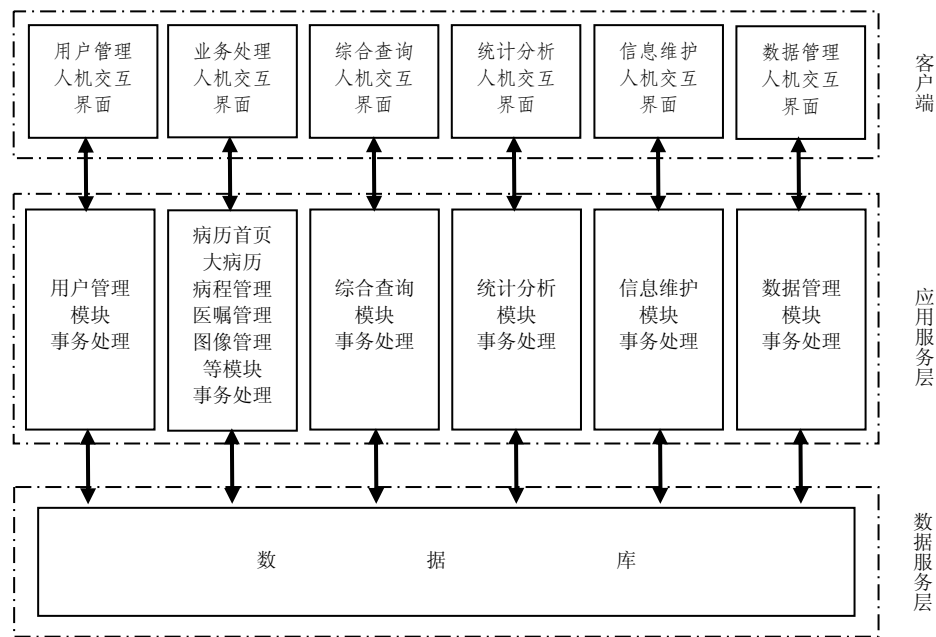 用户管理
人机交互
界面
业务处理
人机交互
界面
综合查询
人机交互
界面
统计分析
人机交互
界面
信息维护
人机交互
界面
数据管理
人机交互
界面
客户端
用户管理
模块
事务处理
病历首页
大病历
病程管理
医嘱管理
图像管理
等模块
事务处理
综合查询
模块
事务处理
统计分析
模块
事务处理
信息维护
模块
事务处理
数据管理
模块
事务处理
应用服务层
数 据 库
数据服务层